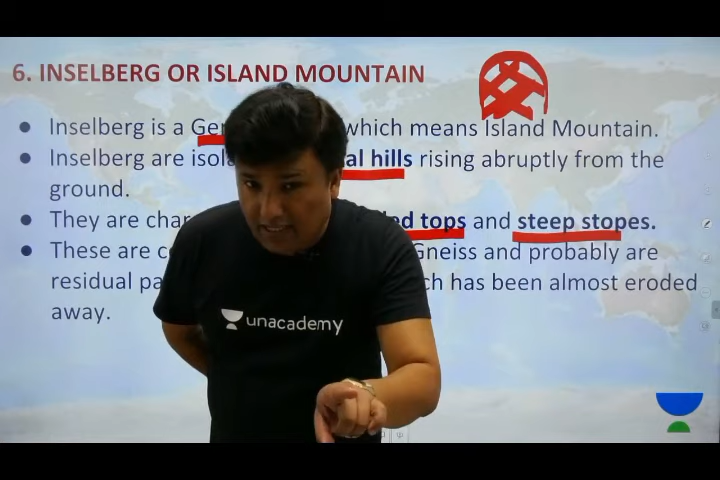 6. INSELBERG OR ISLAND MOUNTAIN
Inselberg is a Ger which means Island Mountain.
Inselberg are isola al hills rising abruptly from the
ground.
They are char ed tops and steep stopes.
These are c Gneiss and probably are
residual pa ch has been almost eroded
away.
unacademy